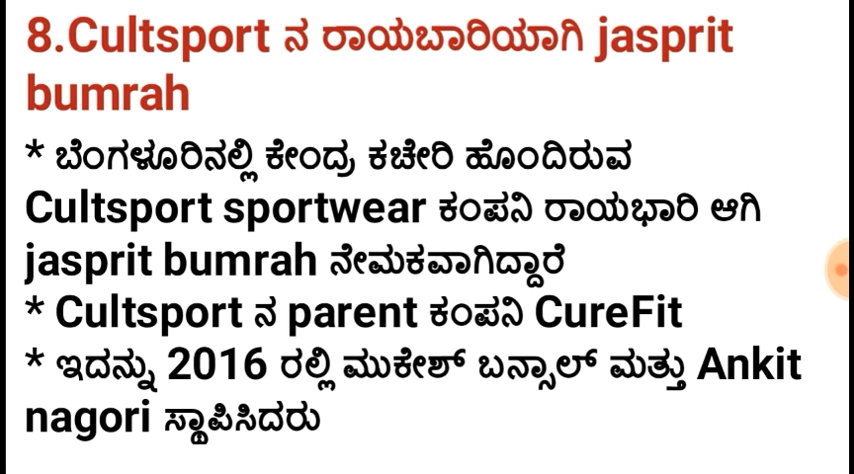 8.Cultsport ನ ರಾಯಬಾರಿಯಾಗಿ jasprit
bumrah
* ಬೆಂಗಳೂರಿನಲ್ಲಿ ಕೇಂದ್ರ ಕಚೇರಿ ಹೊಂದಿರುವ
Cultsport sportwear ಕಂಪನಿ ರಾಯಭಾರಿ ಆಗಿ
jasprit bumrah ನೇಮಕವಾಗಿದ್ದಾರೆ
* Cultsport ನ parent ಕಂಪನಿ CureFit
* ಇದನ್ನು 2016 ರಲ್ಲಿ ಮುಕೇಶ್ ಬನ್ಸಾಲ್ ಮತ್ತು Ankit
nagori ಸ್ಥಾಪಿಸಿದರು